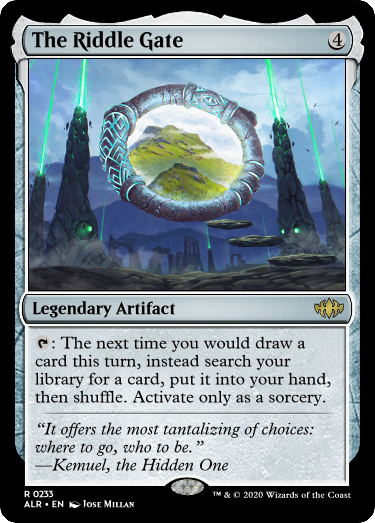 The Riddle Gate 4
Legendary Artifact
: The next time you would draw a
card this turn, instead search your
library for a card, put it into your hand,
then shuffle. Activate only as a sorcery.
“It offers the most tantalizing of choices:
where to go, who to be.”
—Kemuel, the Hidden One
R 0233
ALR • EN Jose Millan
™ & © 2020 Wizards of the Coast